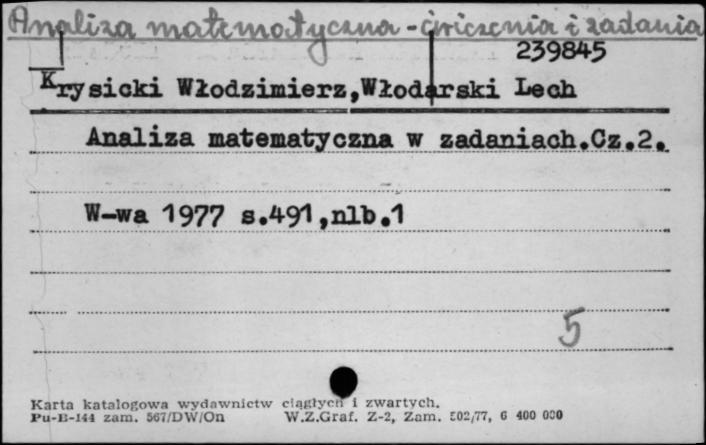 Analiza matematyczna - ćwiczenia i zadania
239845
Krysicki Włodzimierz,Włodarski Lech
Analiza matematyczna w zadaniach.Cz.2.
W-wa 1977 s.491,nlb.1
5
Karta katalogowa wydawnictw ciągłych i zwartych.
Pu-B-144 zam. 567/DW/On W.Z.Graf. Z-2, Zam. 502/77, 6 400 000